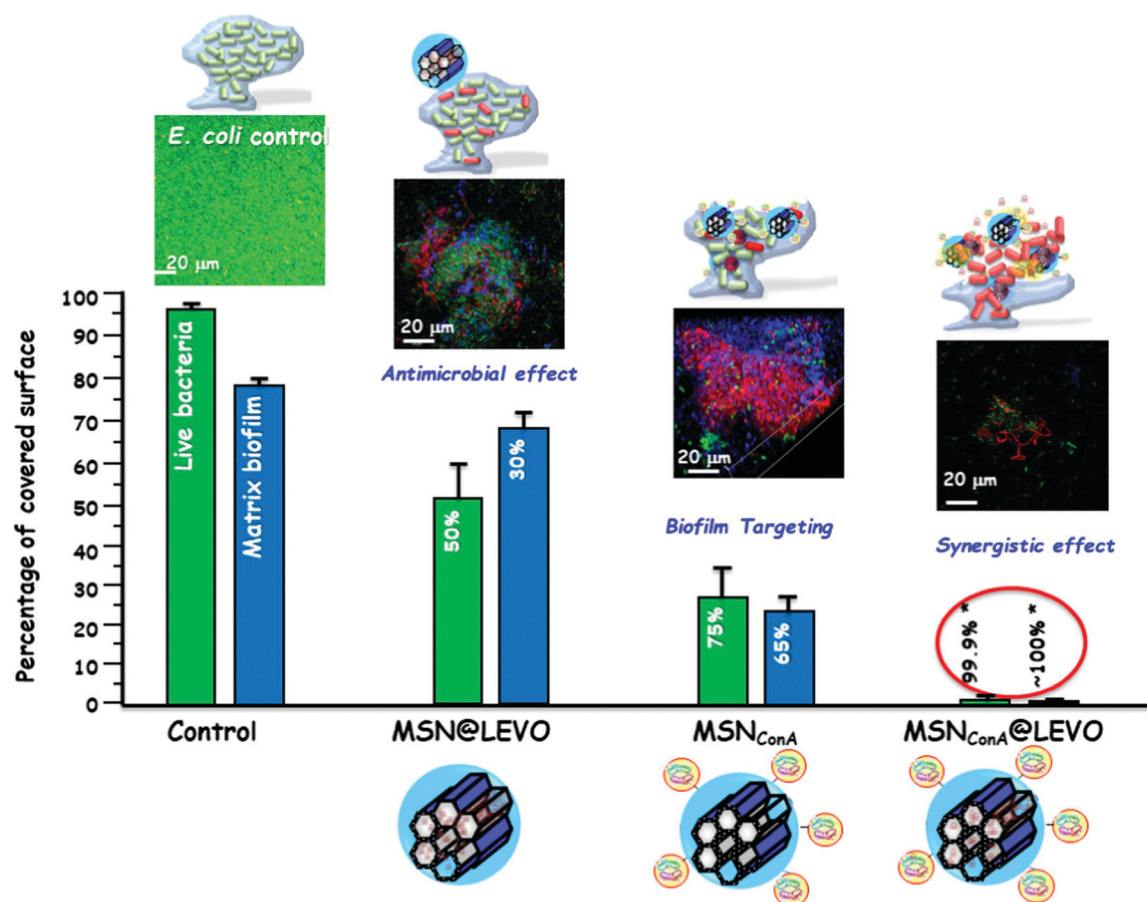 E. coli control
20 μm
20 μm
Antimicrobial effect
20 μm
Biofilm Targeting
20 μm
Synergistic effect
Percentage of covered surface
100
90
80
70
60
50
40
30
20
10
0
Live bacteria
Matrix biofilm
50%
30%
75%
65%
99.9% *
~100% *
Control
MSN@LEVO
MSNConA
MSNConA@LEVO